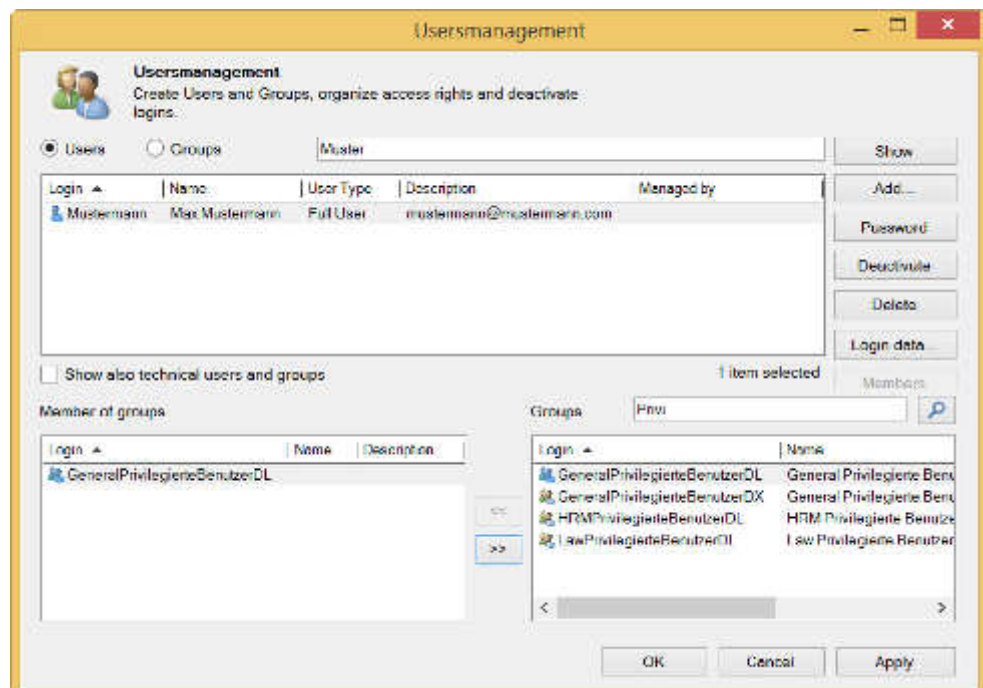 Usersmanagement
Usersmanagement
Create Users and Groups, organize access rights and deactivate
logins.
Users Groups Muster Show
Login Name User Type Description Managed by Add...
Mustermann Max Mustermann Full User mustermann@mustermann.com
Password
Deactivate
Delete
Login data...
Show also technical users and groups 1 item selected
Members
Member of groups Groups Privi
Login Name Description Login Name
GeneralPrivilegierteBenutzerDL GeneralPrivilegierteBenutzerDL General Privilegierte Benu
GeneralPrivilegierteBenutzerDX General Privilegierte Benu
HRMPrivilegierteBenutzerDL HRM Privilegierte Benutze
LawPrivilegierteBenutzerDL Law Privilegierte Benutzer
<<
>>
OK Cancel Apply